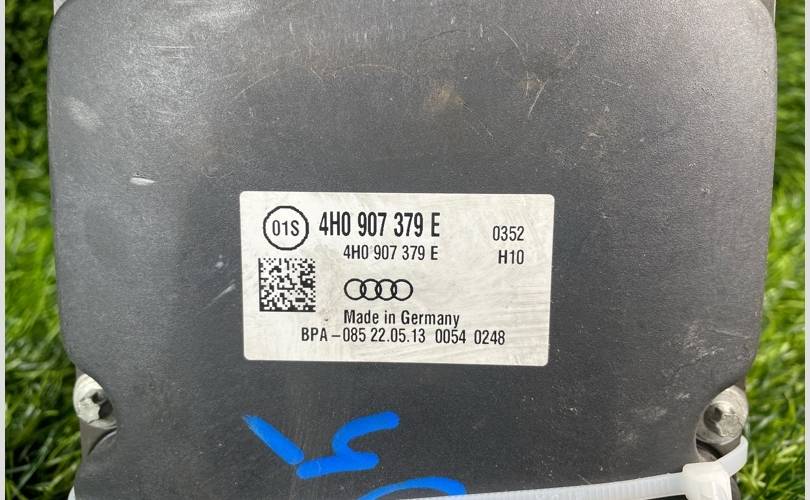 01S 4H0 907 379 E 0352
4H0 907 379 E H10
Made in Germany
BPA-085 22.05.13 0054 0248